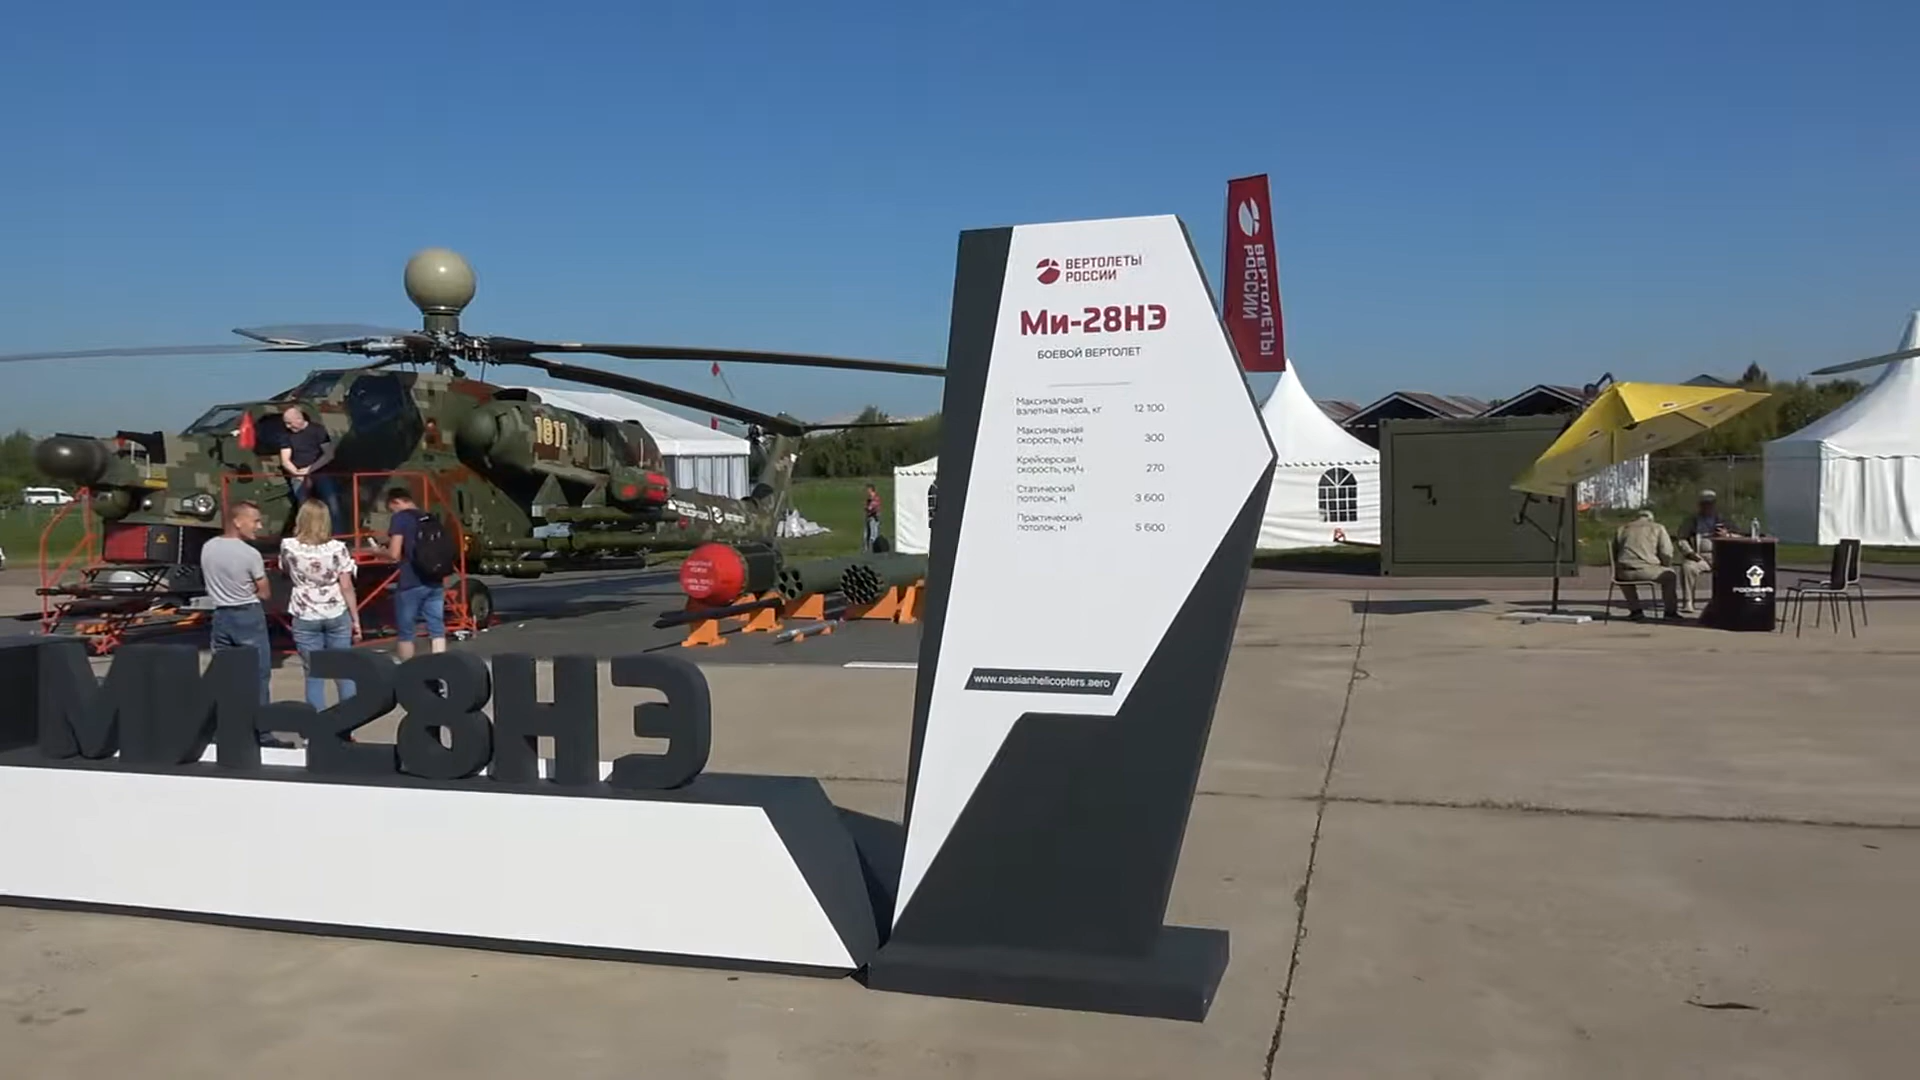 ВЕРТОЛЕТЫ
РОССИИ
Ми-28НЭ
БОЕВОЙ ВЕРТОЛЕТ
Максимальная
взлетная масса, кг 12 100
Максимальная
скорость, км/ч 300
Крейсерская
скорость, км/ч 270
Статический
потолок, м 3 600
Практический
потолок, м 5 600
www.russianhelicopters.aero
ВЕРТОЛЕТЫ
РОССИИ
1811
МИ-28НЭ
РОСНЕФТЬ